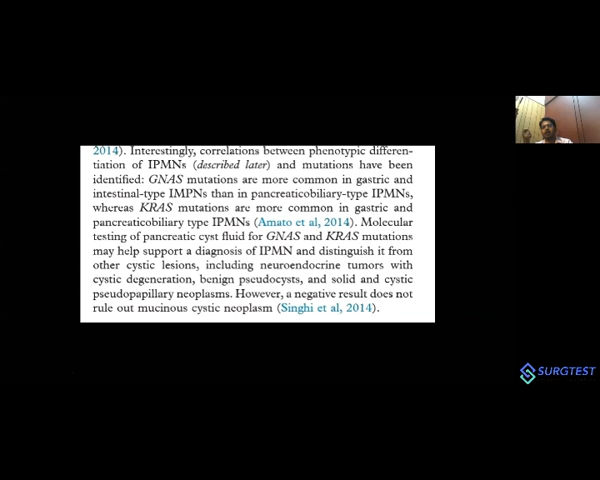 2014). Interestingly, correlations between phenotypic differen-
tiation of IPMNs (described later) and mutations have been
identified: GNAS mutations are more common in gastric and
intestinal-type IMPNs than in pancreaticobiliary-type IPMNs,
whereas KRAS mutations are more common in gastric and
pancreaticobiliary type IPMNs (Amato et al, 2014). Molecular
testing of pancreatic cyst fluid for GNAS and KRAS mutations
may help support a diagnosis of IPMN and distinguish it from
other cystic lesions, including neuroendocrine tumors with
cystic degeneration, benign pseudocysts, and solid and cystic
pseudopapillary neoplasms. However, a negative result does not
rule out mucinous cystic neoplasm (Singhi et al, 2014).
SURGTEST